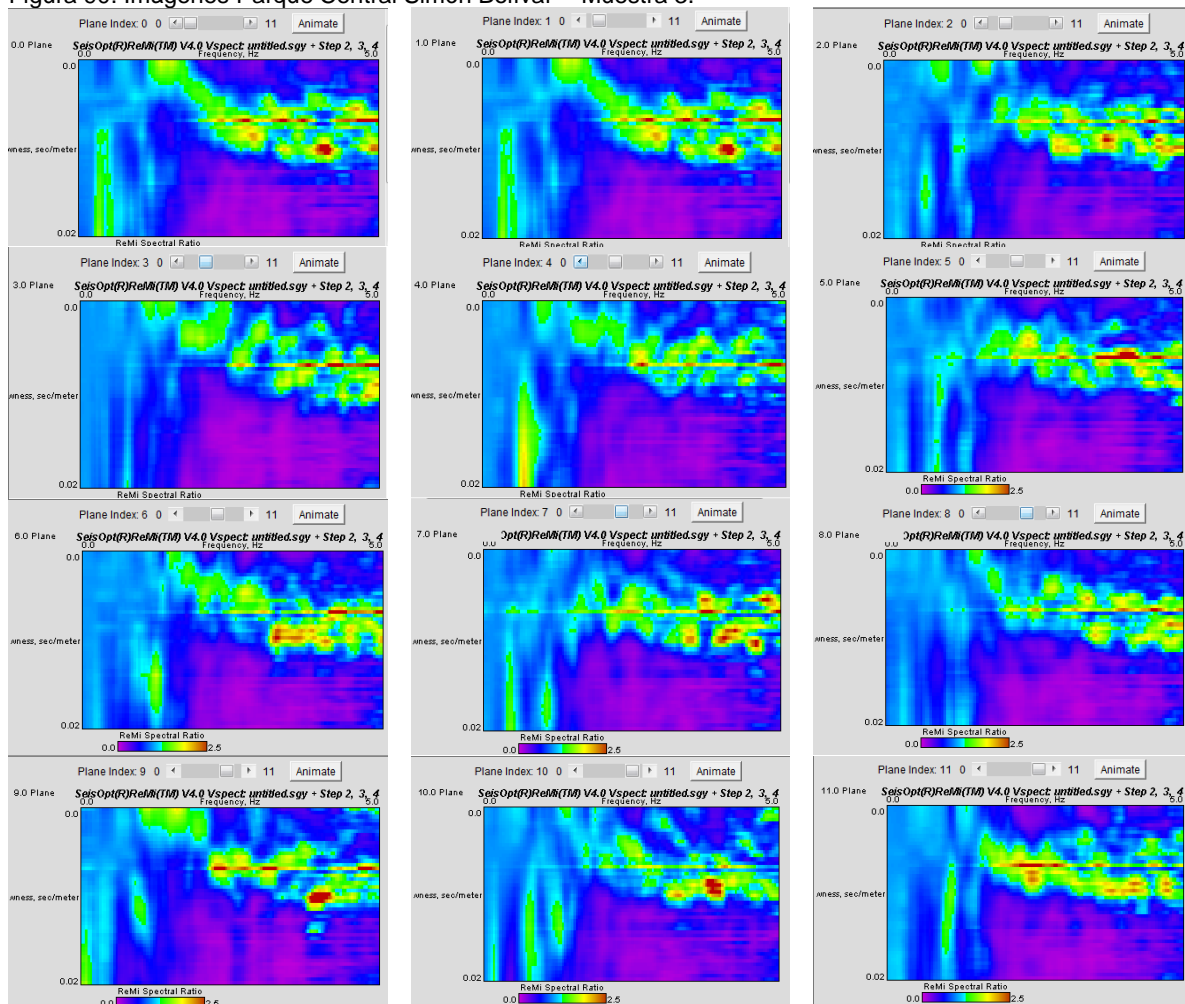 Imágenes Parque Central Simón Bolívar
Plane Index: 0 0 11 Animate
0.0 Plane SeisOpt(R)ReMi(TM) V4.0 Vspect: untitled.sgy + Step 2, 3, 4
0.0 Frequency, Hz 5.0
0.0
wness, sec/meter
0.02
ReMi Spectral Ratio
Plane Index: 1 0 11 Animate
1.0 Plane SeisOpt(R)ReMi(TM) V4.0 Vspect: untitled.sgy + Step 2, 3, 4
0.0 Frequency, Hz 5.0
0.0
wness, sec/meter
0.02
ReMi Spectral Ratio
Plane Index: 2 0 11 Animate
2.0 Plane SeisOpt(R)ReMi(TM) V4.0 Vspect: untitled.sgy + Step 2, 3, 4
0.0 Frequency, Hz 5.0
0.0
wness, sec/meter
0.02
ReMi Spectral Ratio
Plane Index: 3 0 11 Animate
3.0 Plane SeisOpt(R)ReMi(TM) V4.0 Vspect: untitled.sgy + Step 2, 3, 4
0.0 Frequency, Hz 5.0
0.0
wness, sec/meter
0.02
ReMi Spectral Ratio
Plane Index: 4 0 11 Animate
4.0 Plane SeisOpt(R)ReMi(TM) V4.0 Vspect: untitled.sgy + Step 2, 3, 4
0.0 Frequency, Hz 5.0
0.0
wness, sec/meter
0.02
ReMi Spectral Ratio
Plane Index: 5 0 11 Animate
5.0 Plane SeisOpt(R)ReMi(TM) V4.0 Vspect: untitled.sgy + Step 2, 3, 4
0.0 Frequency, Hz 5.0
0.0
wness, sec/meter
0.02
ReMi Spectral Ratio
0.0 2.5
Plane Index: 6 0 11 Animate
6.0 Plane SeisOpt(R)ReMi(TM) V4.0 Vspect: untitled.sgy + Step 2, 3, 4
0.0 Frequency, Hz 5.0
0.0
wness, sec/meter
0.02
ReMi Spectral Ratio
0.0 2.5
Plane Index: 7 0 11 Animate
7.0 Plane Opt(R)ReMi(TM) V4.0 Vspect: untitled.sgy + Step 2, 3, 4
0.0 Frequency, Hz 5.0
0.0
wness, sec/meter
0.02
ReMi Spectral Ratio
0.0 2.5
Plane Index: 8 0 11 Animate
8.0 Plane Opt(R)ReMi(TM) V4.0 Vspect: untitled.sgy + Step 2, 3, 4
0.0 Frequency, Hz 5.0
0.0
wness, sec/meter
0.02
ReMi Spectral Ratio
0.0 2.5
Plane Index: 9 0 11 Animate
9.0 Plane SeisOpt(R)ReMi(TM) V4.0 Vspect: untitled.sgy + Step 2, 3, 4
0.0 Frequency, Hz 5.0
0.0
wness, sec/meter
0.02
ReMi Spectral Ratio
0.0 2.5
Plane Index: 10 0 11 Animate
10.0 Plane SeisOpt(R)ReMi(TM) V4.0 Vspect: untitled.sgy + Step 2, 3, 4
0.0 Frequency, Hz 5.0
0.0
wness, sec/meter
0.02
ReMi Spectral Ratio
0.0 2.5
Plane Index: 11 0 11 Animate
11.0 Plane SeisOpt(R)ReMi(TM) V4.0 Vspect: untitled.sgy + Step 2, 3, 4
0.0 Frequency, Hz 5.0
0.0
wness, sec/meter
0.02
ReMi Spectral Ratio
0.0 2.5